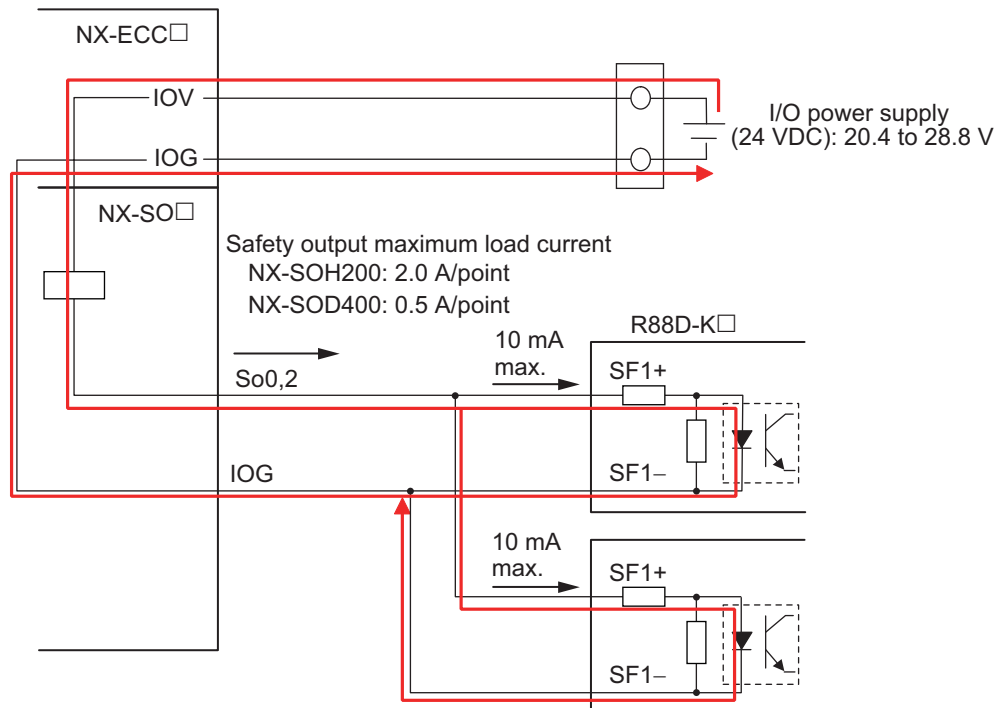 NX-ECC□
IOV
IOG
I/O power supply
(24 VDC): 20.4 to 28.8 V
NX-SO□
Safety output maximum load current
NX-SOH200: 2.0 A/point
NX-SOD400: 0.5 A/point
So0,2
10 mA
max.
R88D-K□
SF1+
SF1−
IOG
10 mA
max.
SF1+
SF1−